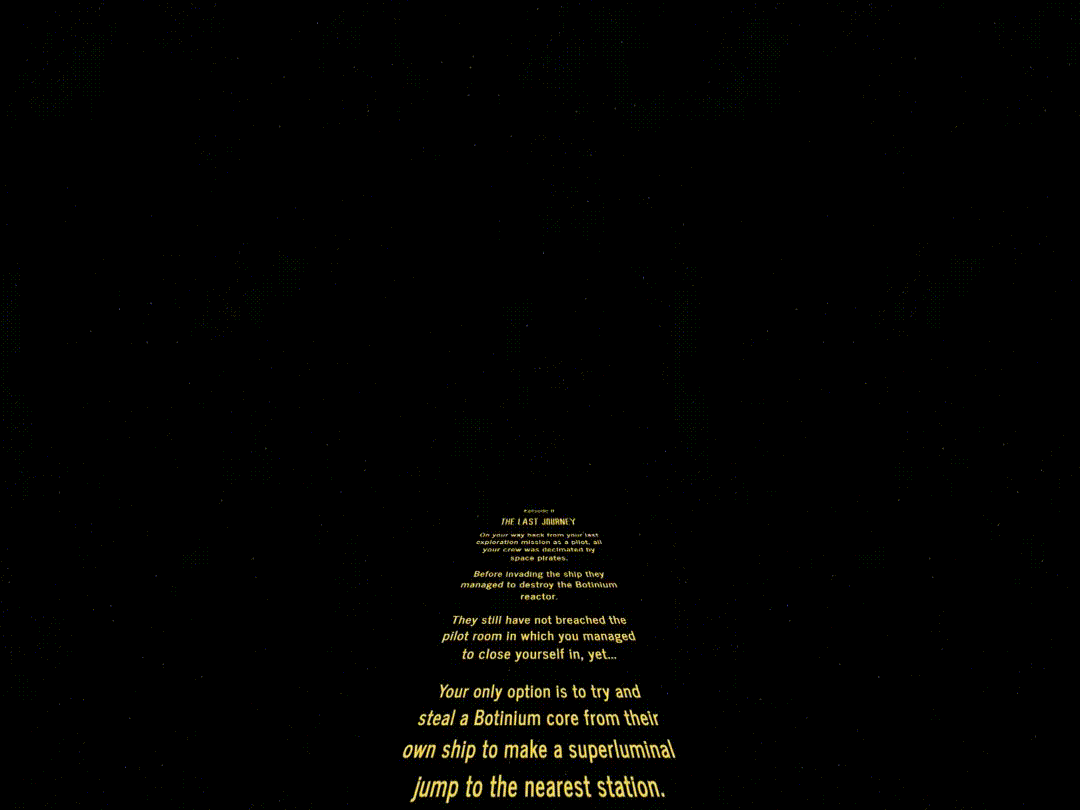 Episode II
THE LAST JOURNEY
On your way back from your last
exploration mission as a pilot, all
your crew was decimated by
space pirates.
Before invading the ship they
managed to destroy the Botinium
reactor.
They still have not breached the
pilot room in which you managed
to close yourself in, yet...
Your only option is to try and
steal a Botinium core from their
own ship to make a superluminal
jump to the nearest station.